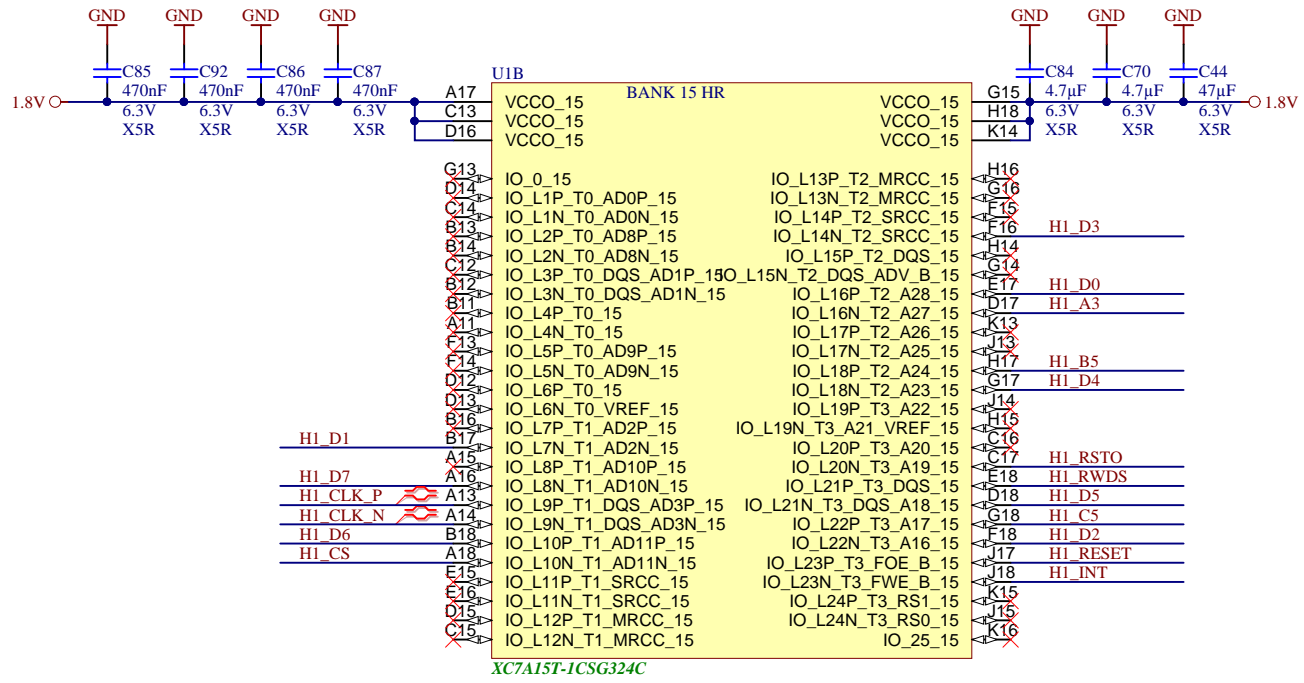 GND GND GND GND GND GND GND
C85 C92 C86 C87 U1B C84 C70 C44
470nF 470nF 470nF 470nF A17 BANK 15 HR G15 4.7µF 4.7µF 47µF
1.8V VCCO_15 VCCO_15 1.8V
6.3V 6.3V 6.3V 6.3V C13 VCCO_15 VCCO_15 H18 6.3V 6.3V 6.3V
X5R X5R X5R X5R D16 VCCO_15 VCCO_15 K14 X5R X5R X5R
G13 IO_0_15 IO_L13P_T2_MRCC_15 H16
D14 IO_L1P_T0_AD0P_15 IO_L13N_T2_MRCC_15 G16
C14 IO_L1N_T0_AD0N_15 IO_L14P_T2_SRCC_15 F15
B13 IO_L2P_T0_AD8P_15 IO_L14N_T2_SRCC_15 F16 H1_D3
B14 IO_L2N_T0_AD8N_15 IO_L15P_T2_DQS_15 H14
C12 IO_L3P_T0_DQS_AD1P_15 IO_L15N_T2_DQS_ADV_B_15 G14
B12 IO_L3N_T0_DQS_AD1N_15 IO_L16P_T2_A28_15 E17 H1_D0
B11 IO_L4P_T0_15 IO_L16N_T2_A27_15 D17 H1_A3
A11 IO_L4N_T0_15 IO_L17P_T2_A26_15 K13
F13 IO_L5P_T0_AD9P_15 IO_L17N_T2_A25_15 J13
F14 IO_L5N_T0_AD9N_15 IO_L18P_T2_A24_15 H17 H1_B5
D12 IO_L6P_T0_15 IO_L18N_T2_A23_15 G17 H1_D4
D13 IO_L6N_T0_VREF_15 IO_L19P_T3_A22_15 J14
B16 IO_L7P_T1_AD2P_15 IO_L19N_T3_A21_VREF_15 H15
H1_D1 B17 IO_L7N_T1_AD2N_15 IO_L20P_T3_A20_15 C16
A15 IO_L8P_T1_AD10P_15 IO_L20N_T3_A19_15 C17 H1_RSTO
H1_D7 A16 IO_L8N_T1_AD10N_15 IO_L21P_T3_DQS_15 E18 H1_RWDS
H1_CLK_P A13 IO_L9P_T1_DQS_AD3P_15 IO_L21N_T3_DQS_A18_15 D18 H1_D5
H1_CLK_N A14 IO_L9N_T1_DQS_AD3N_15 IO_L22P_T3_A17_15 G18 H1_C5
H1_D6 B18 IO_L10P_T1_AD11P_15 IO_L22N_T3_A16_15 F18 H1_D2
H1_CS A18 IO_L10N_T1_AD11N_15 IO_L23P_T3_FOE_B_15 J17 H1_RESET
E15 IO_L11P_T1_SRCC_15 IO_L23N_T3_FWE_B_15 J18 H1_INT
E16 IO_L11N_T1_SRCC_15 IO_L24P_T3_RS1_15 K15
D15 IO_L12P_T1_MRCC_15 IO_L24N_T3_RS0_15 J15
C15 IO_L12N_T1_MRCC_15 IO_25_15 K16
XC7A15T-1CSG324C